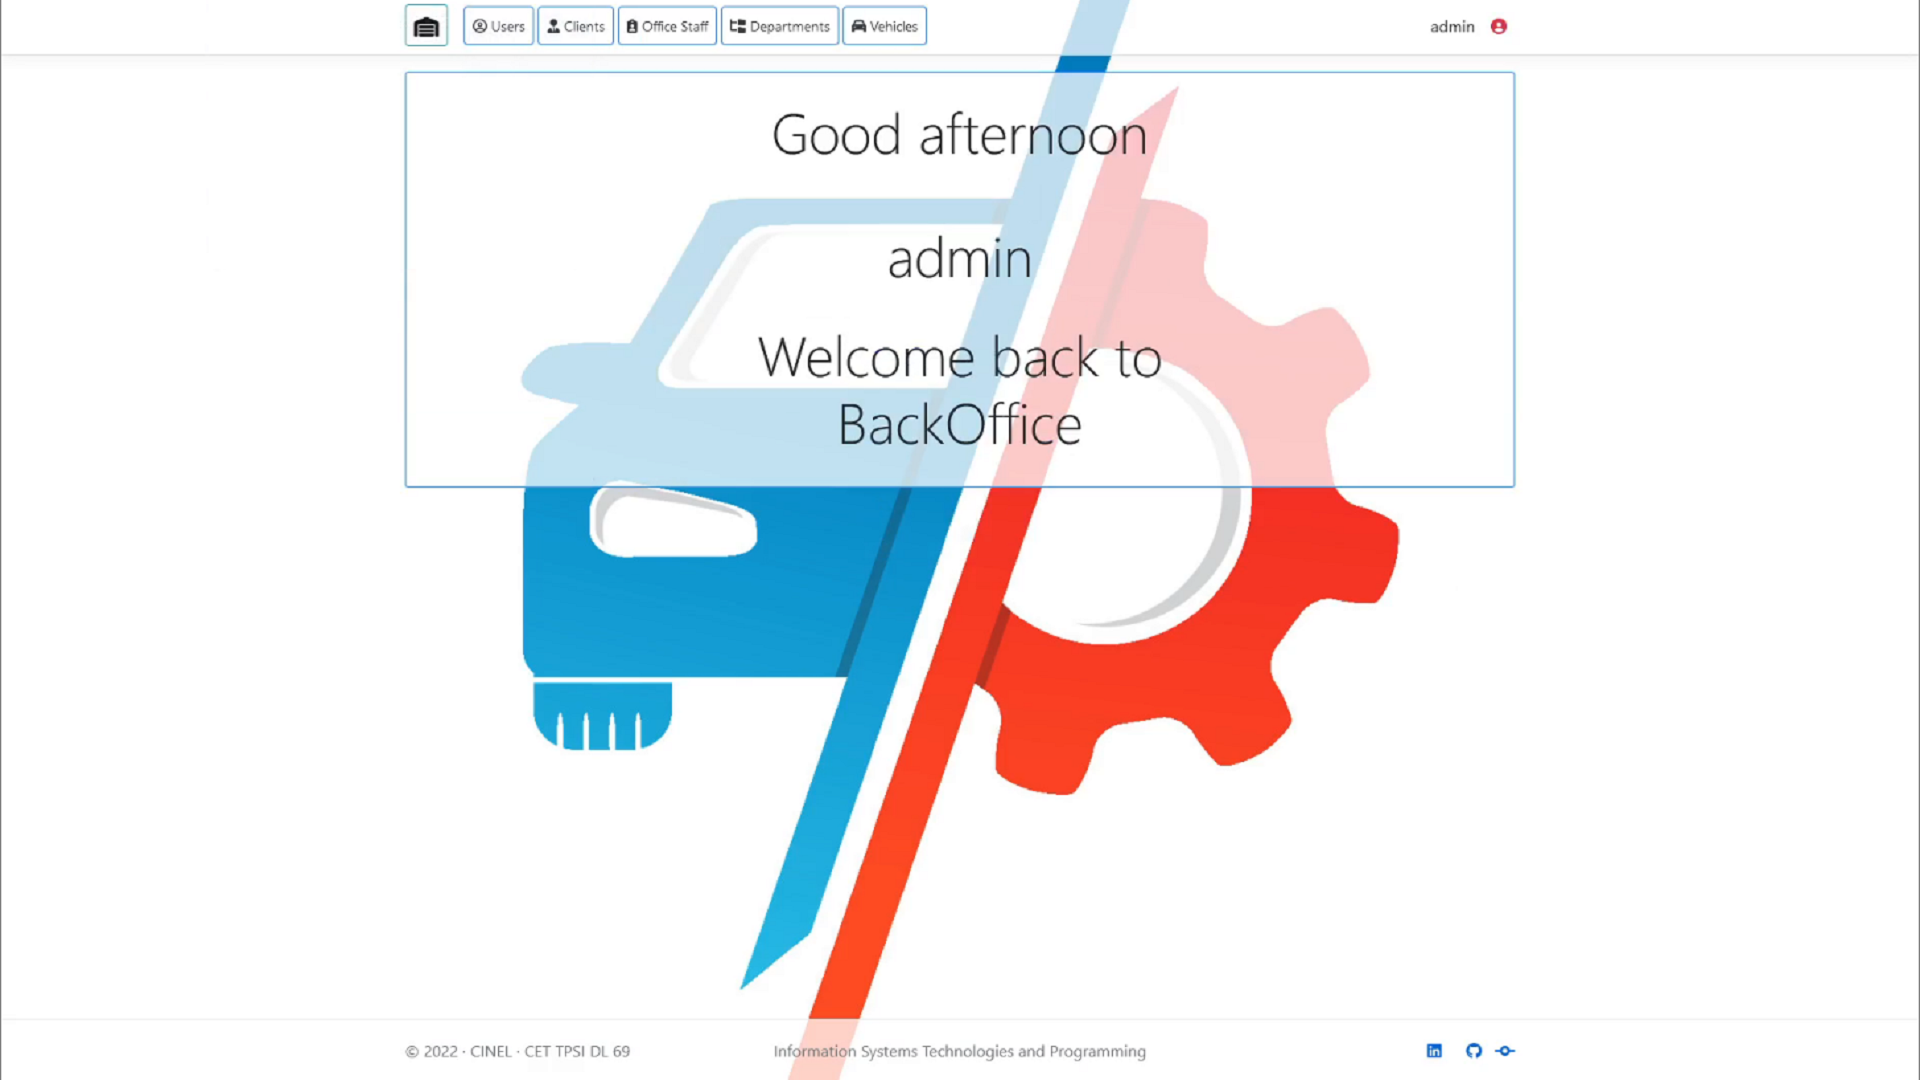 Users Clients Office Staff Departments Vehicles admin
Good afternoon
admin
Welcome back to
BackOffice
© 2022 · CINEL · CET TPSI DL 69 Information Systems Technologies and Programming